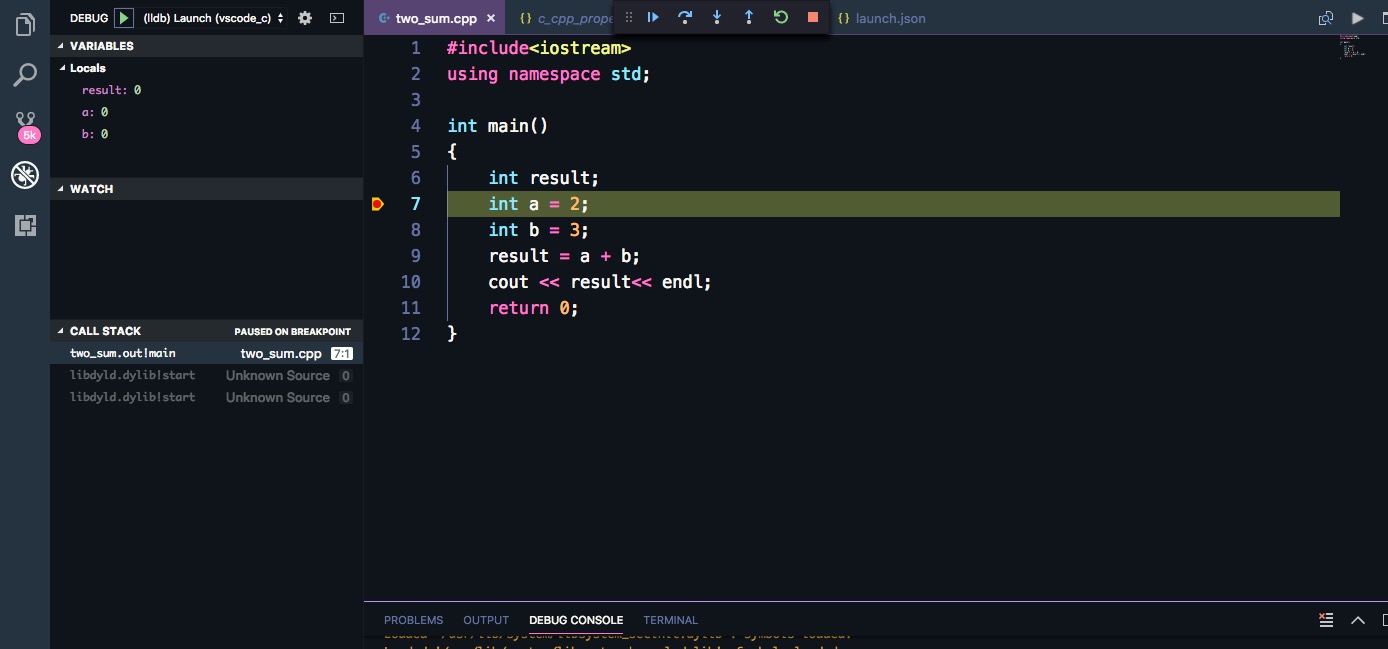 DEBUG (lldb) Launch (vscode_c)
VARIABLES
Locals
result: 0
a: 0
b: 0
WATCH
CALL STACK PAUSED ON BREAKPOINT
two_sum.out!main two_sum.cpp 7:1
libdyld.dylib!start Unknown Source 0
libdyld.dylib!start Unknown Source 0
5k
two_sum.cpp × {} c_cpp_prope {} launch.json
1 #include<iostream>
2 using namespace std;
3
4 int main()
5 {
6 int result;
7 int a = 2;
8 int b = 3;
9 result = a + b;
10 cout << result<< endl;
11 return 0;
12 }
PROBLEMS OUTPUT DEBUG CONSOLE TERMINAL